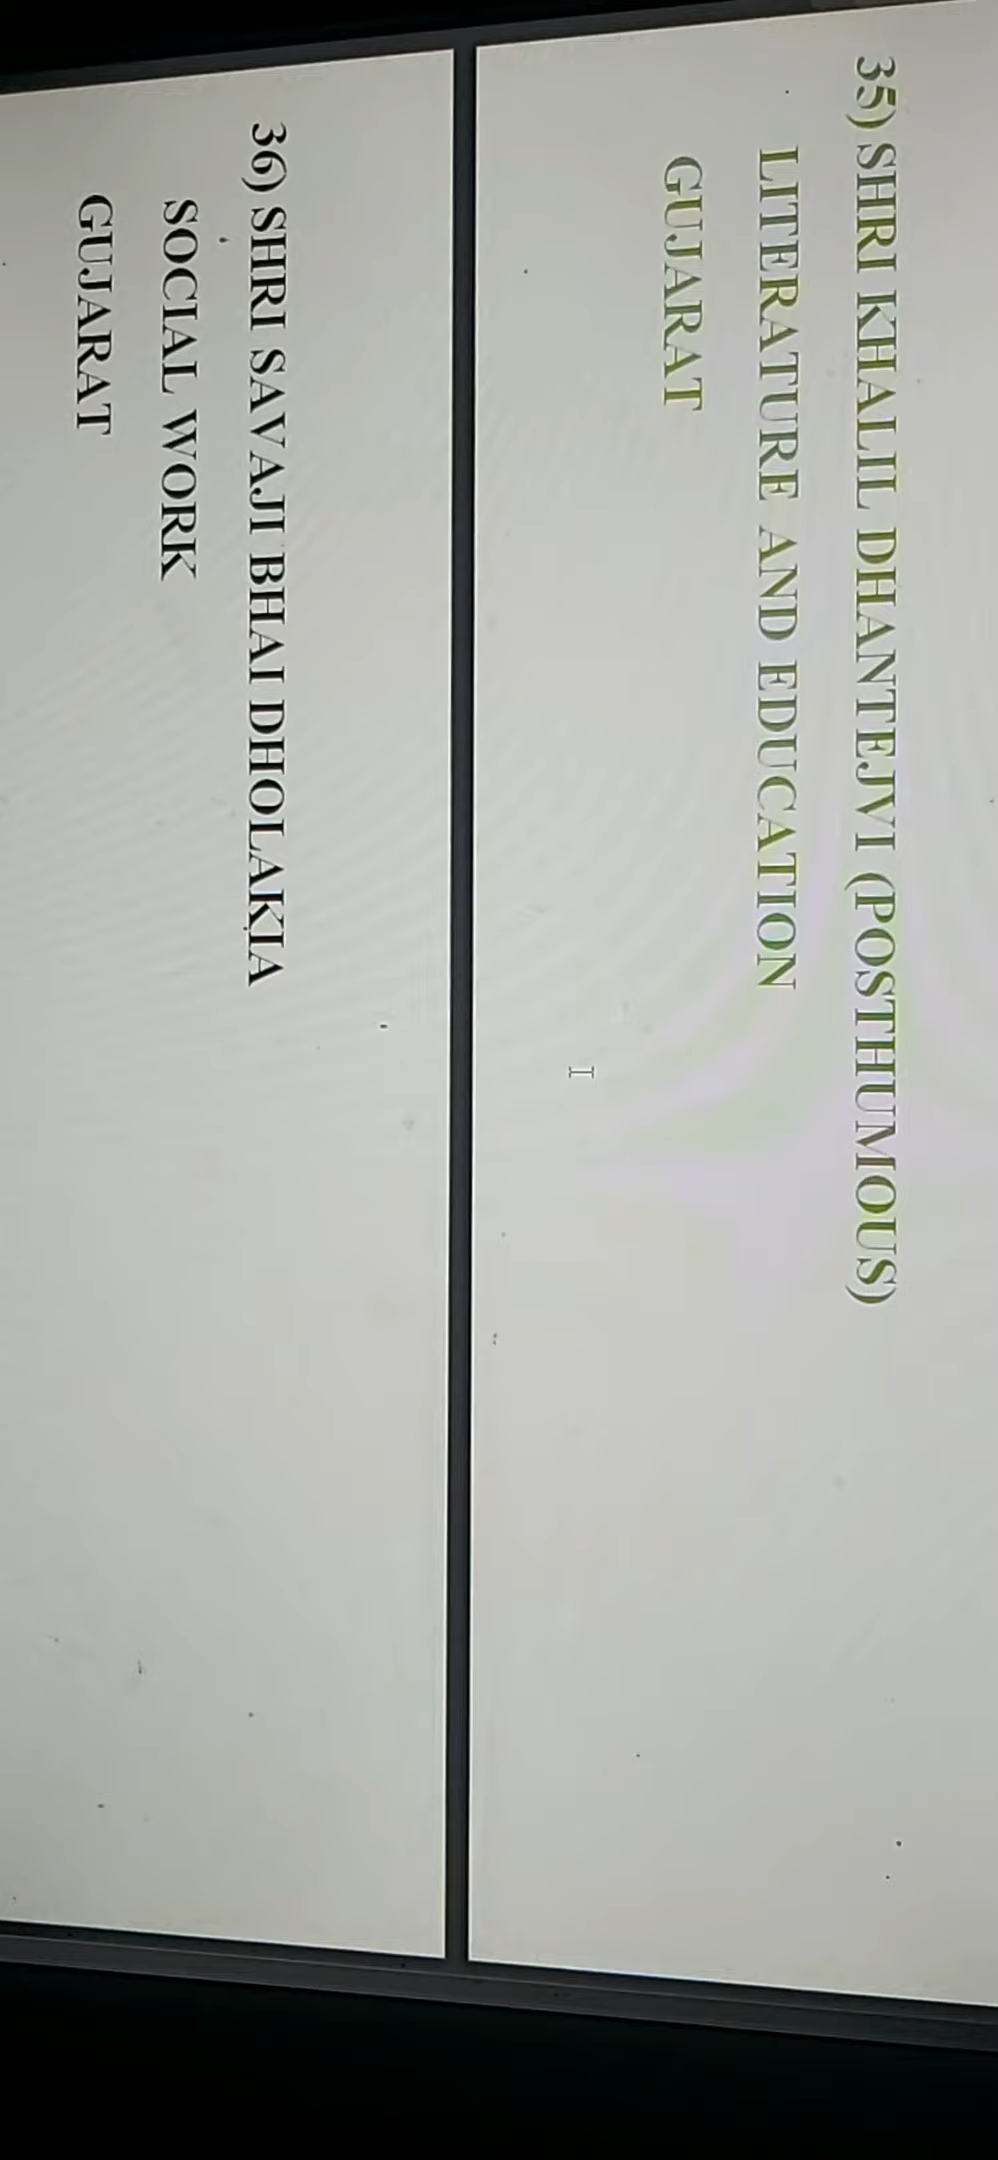 35) SHRI KHALIL DHANTEJVI (POSTHUMOUS)
LITERATURE AND EDUCATION
GUJARAT
36) SHRI SAVAJI BHAI DHOLAKIA
SOCIAL WORK
GUJARAT